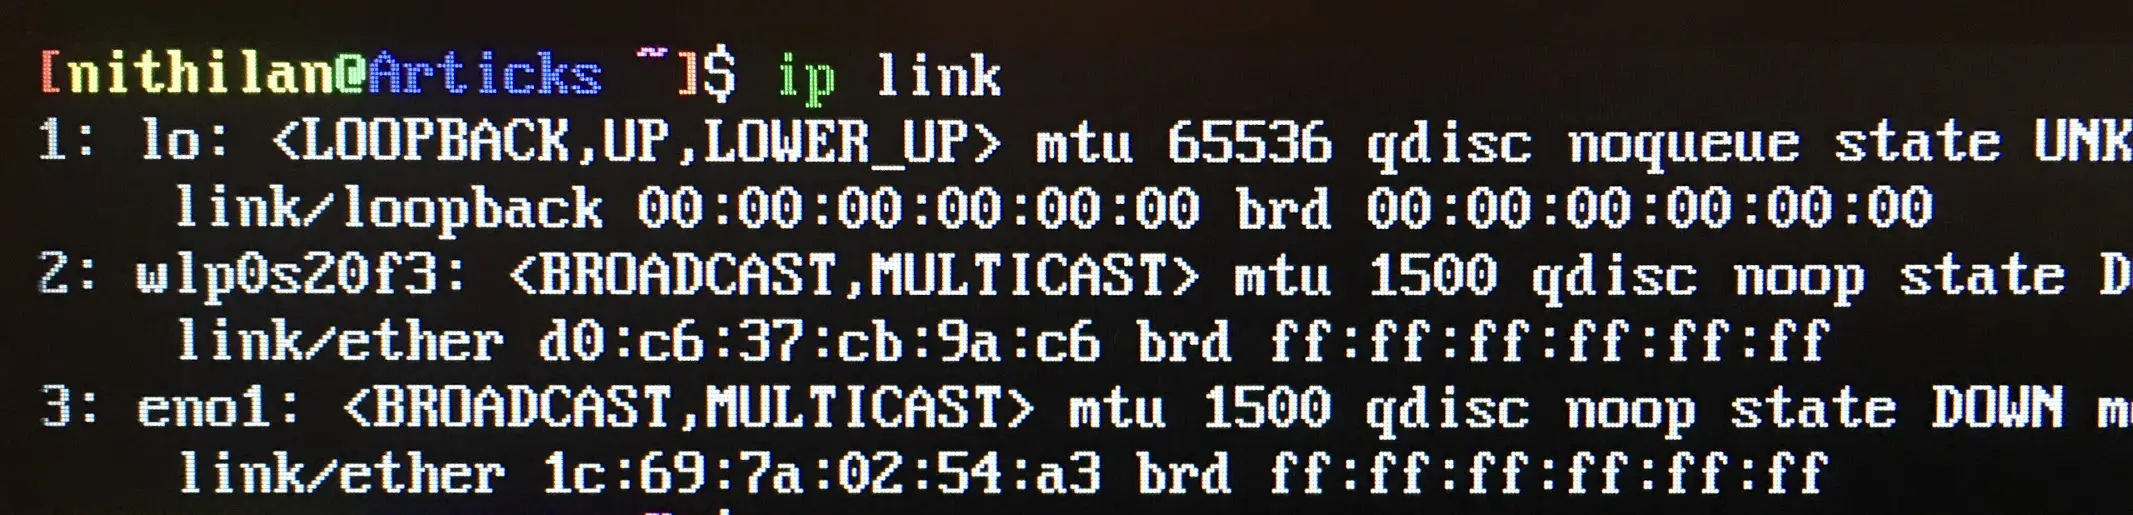 [nithilan@Articks ~]$ ip link
1: lo: <LOOPBACK,UP,LOWER_UP> mtu 65536 qdisc noqueue state UNK
link/loopback 00:00:00:00:00:00 brd 00:00:00:00:00:00
2: wlp0s20f3: <BROADCAST,MULTICAST> mtu 1500 qdisc noop state D
link/ether d0:c6:37:cb:9a:c6 brd ff:ff:ff:ff:ff:ff
3: eno1: <BROADCAST,MULTICAST> mtu 1500 qdisc noop state DOWN m
link/ether 1c:69:7a:02:54:a3 brd ff:ff:ff:ff:ff:ff